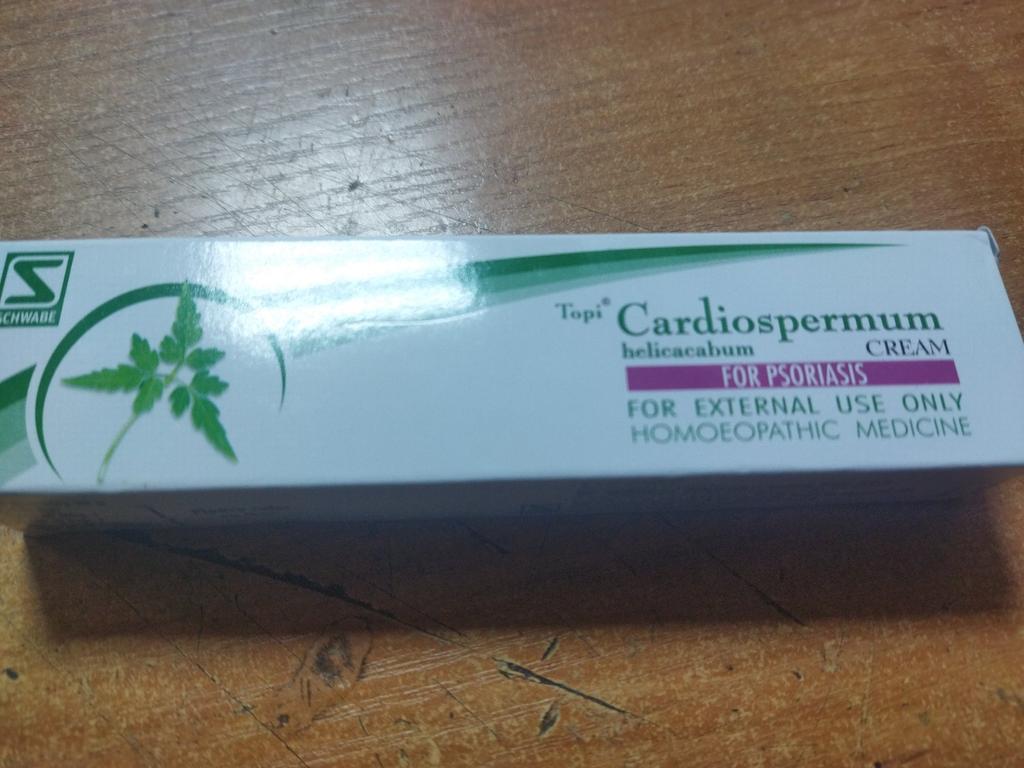 SCHWABE
Topi® Cardiospermum
helicacabum CREAM
FOR PSORIASIS
FOR EXTERNAL USE ONLY
HOMOEOPATHIC MEDICINE